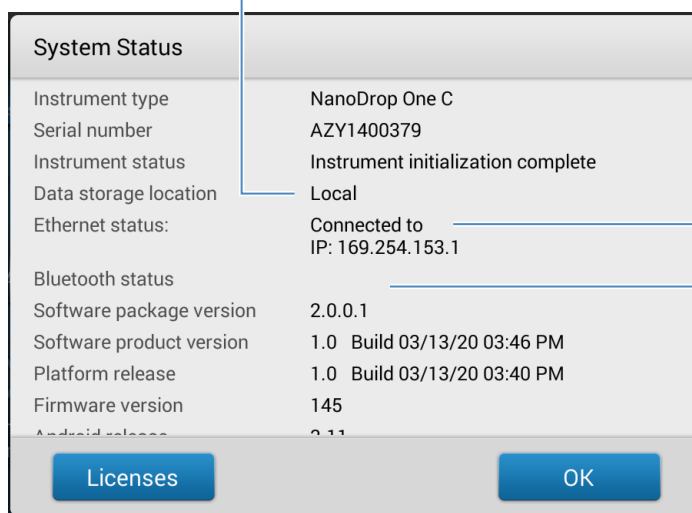 System Status
Instrument type NanoDrop One C
Serial number AZY1400379
Instrument status Instrument initialization complete
Data storage location Local
Ethernet status: Connected to
IP: 169.254.153.1
Bluetooth status
Software package version 2.0.0.1
Software product version 1.0 Build 03/13/20 03:46 PM
Platform release 1.0 Build 03/13/20 03:40 PM
Firmware version 145
Licenses OK